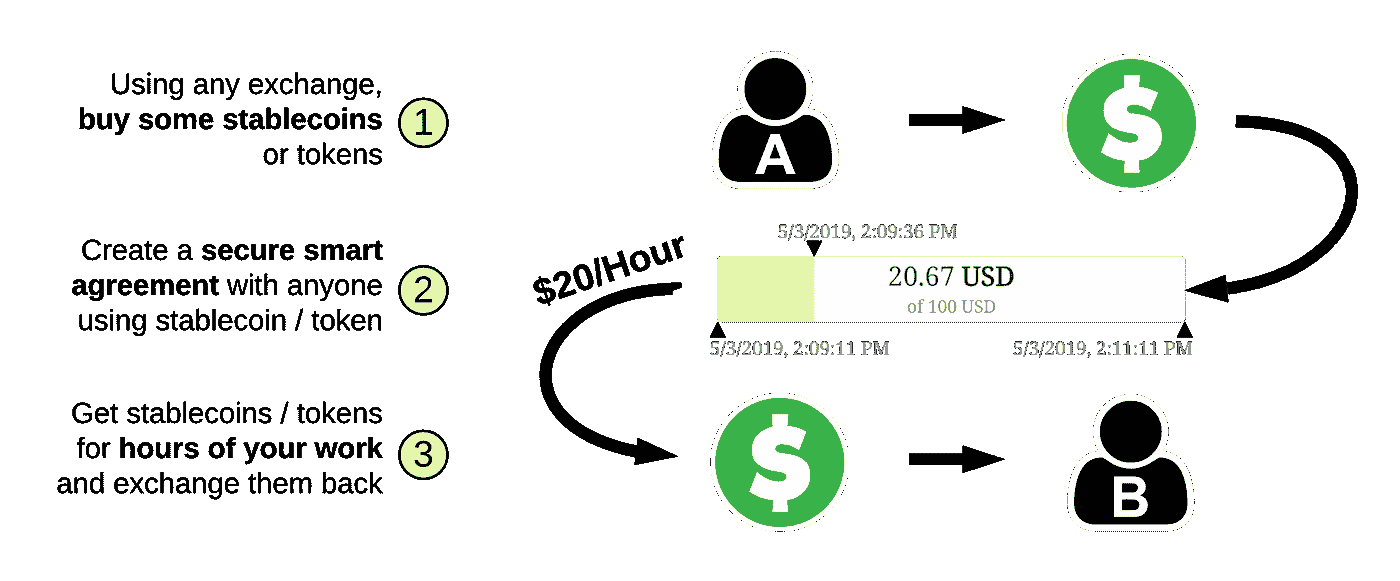 Using any exchange,
buy some stablecoins
or tokens
1
A
$
Create a secure smart
agreement with anyone
using stablecoin / token
2
$20/Hour
5/3/2019, 2:09:36 PM
20.67 USD
of 100 USD
5/3/2019, 2:09:11 PM
5/3/2019, 2:11:11 PM
Get stablecoins / tokens
for hours of your work
and exchange them back
3
$
B